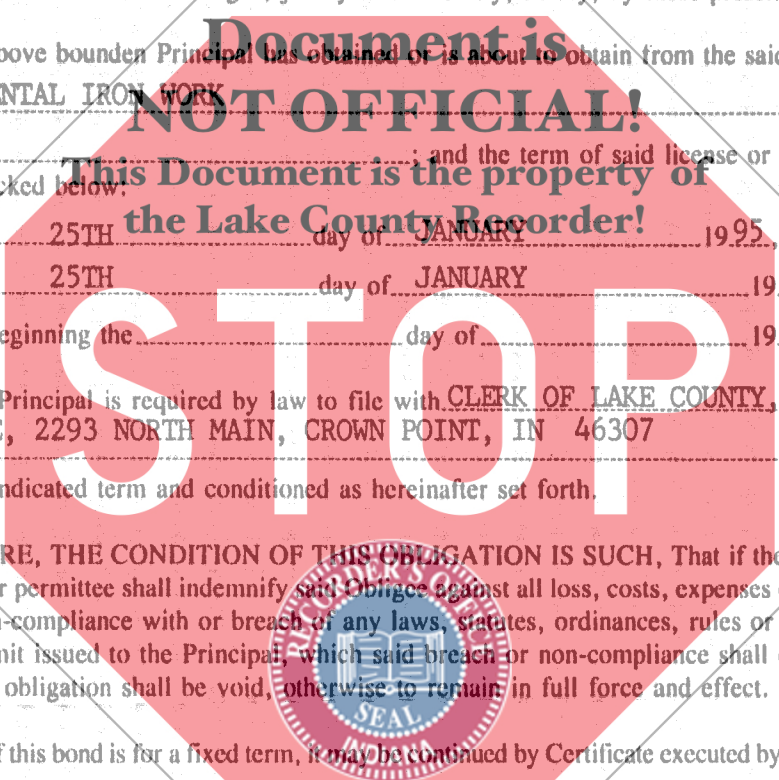 Document is
bove bounden Principal has obtained or is about to obtain from the said
NTAL IRON WORK
NOT OFFICIAL!
; and the term of said license or
This Document is the property of
cked below:
the Lake County Recorder!
25TH day of JANUARY 1995,
25TH day of JANUARY 19
STOP
eginning the day of 19
Principal is required by law to file with CLERK OF LAKE COUNTY,
, 2293 NORTH MAIN, CROWN POINT, IN 46307
ndicated term and conditioned as hereinafter set forth.
RE, THE CONDITION OF THIS OBLIGATION IS SUCH, That if the
r permittee shall indemnify said Obligee against all loss, costs, expenses
-compliance with or breach of any laws, statutes, ordinances, rules or
mit issued to the Principal, which said breach or non-compliance shall
obligation shall be void, otherwise to remain in full force and effect.
RECORDER'S OFFICE
SEAL
INDIANA
f this bond is for a fixed term, it may be continued by Certificate executed by